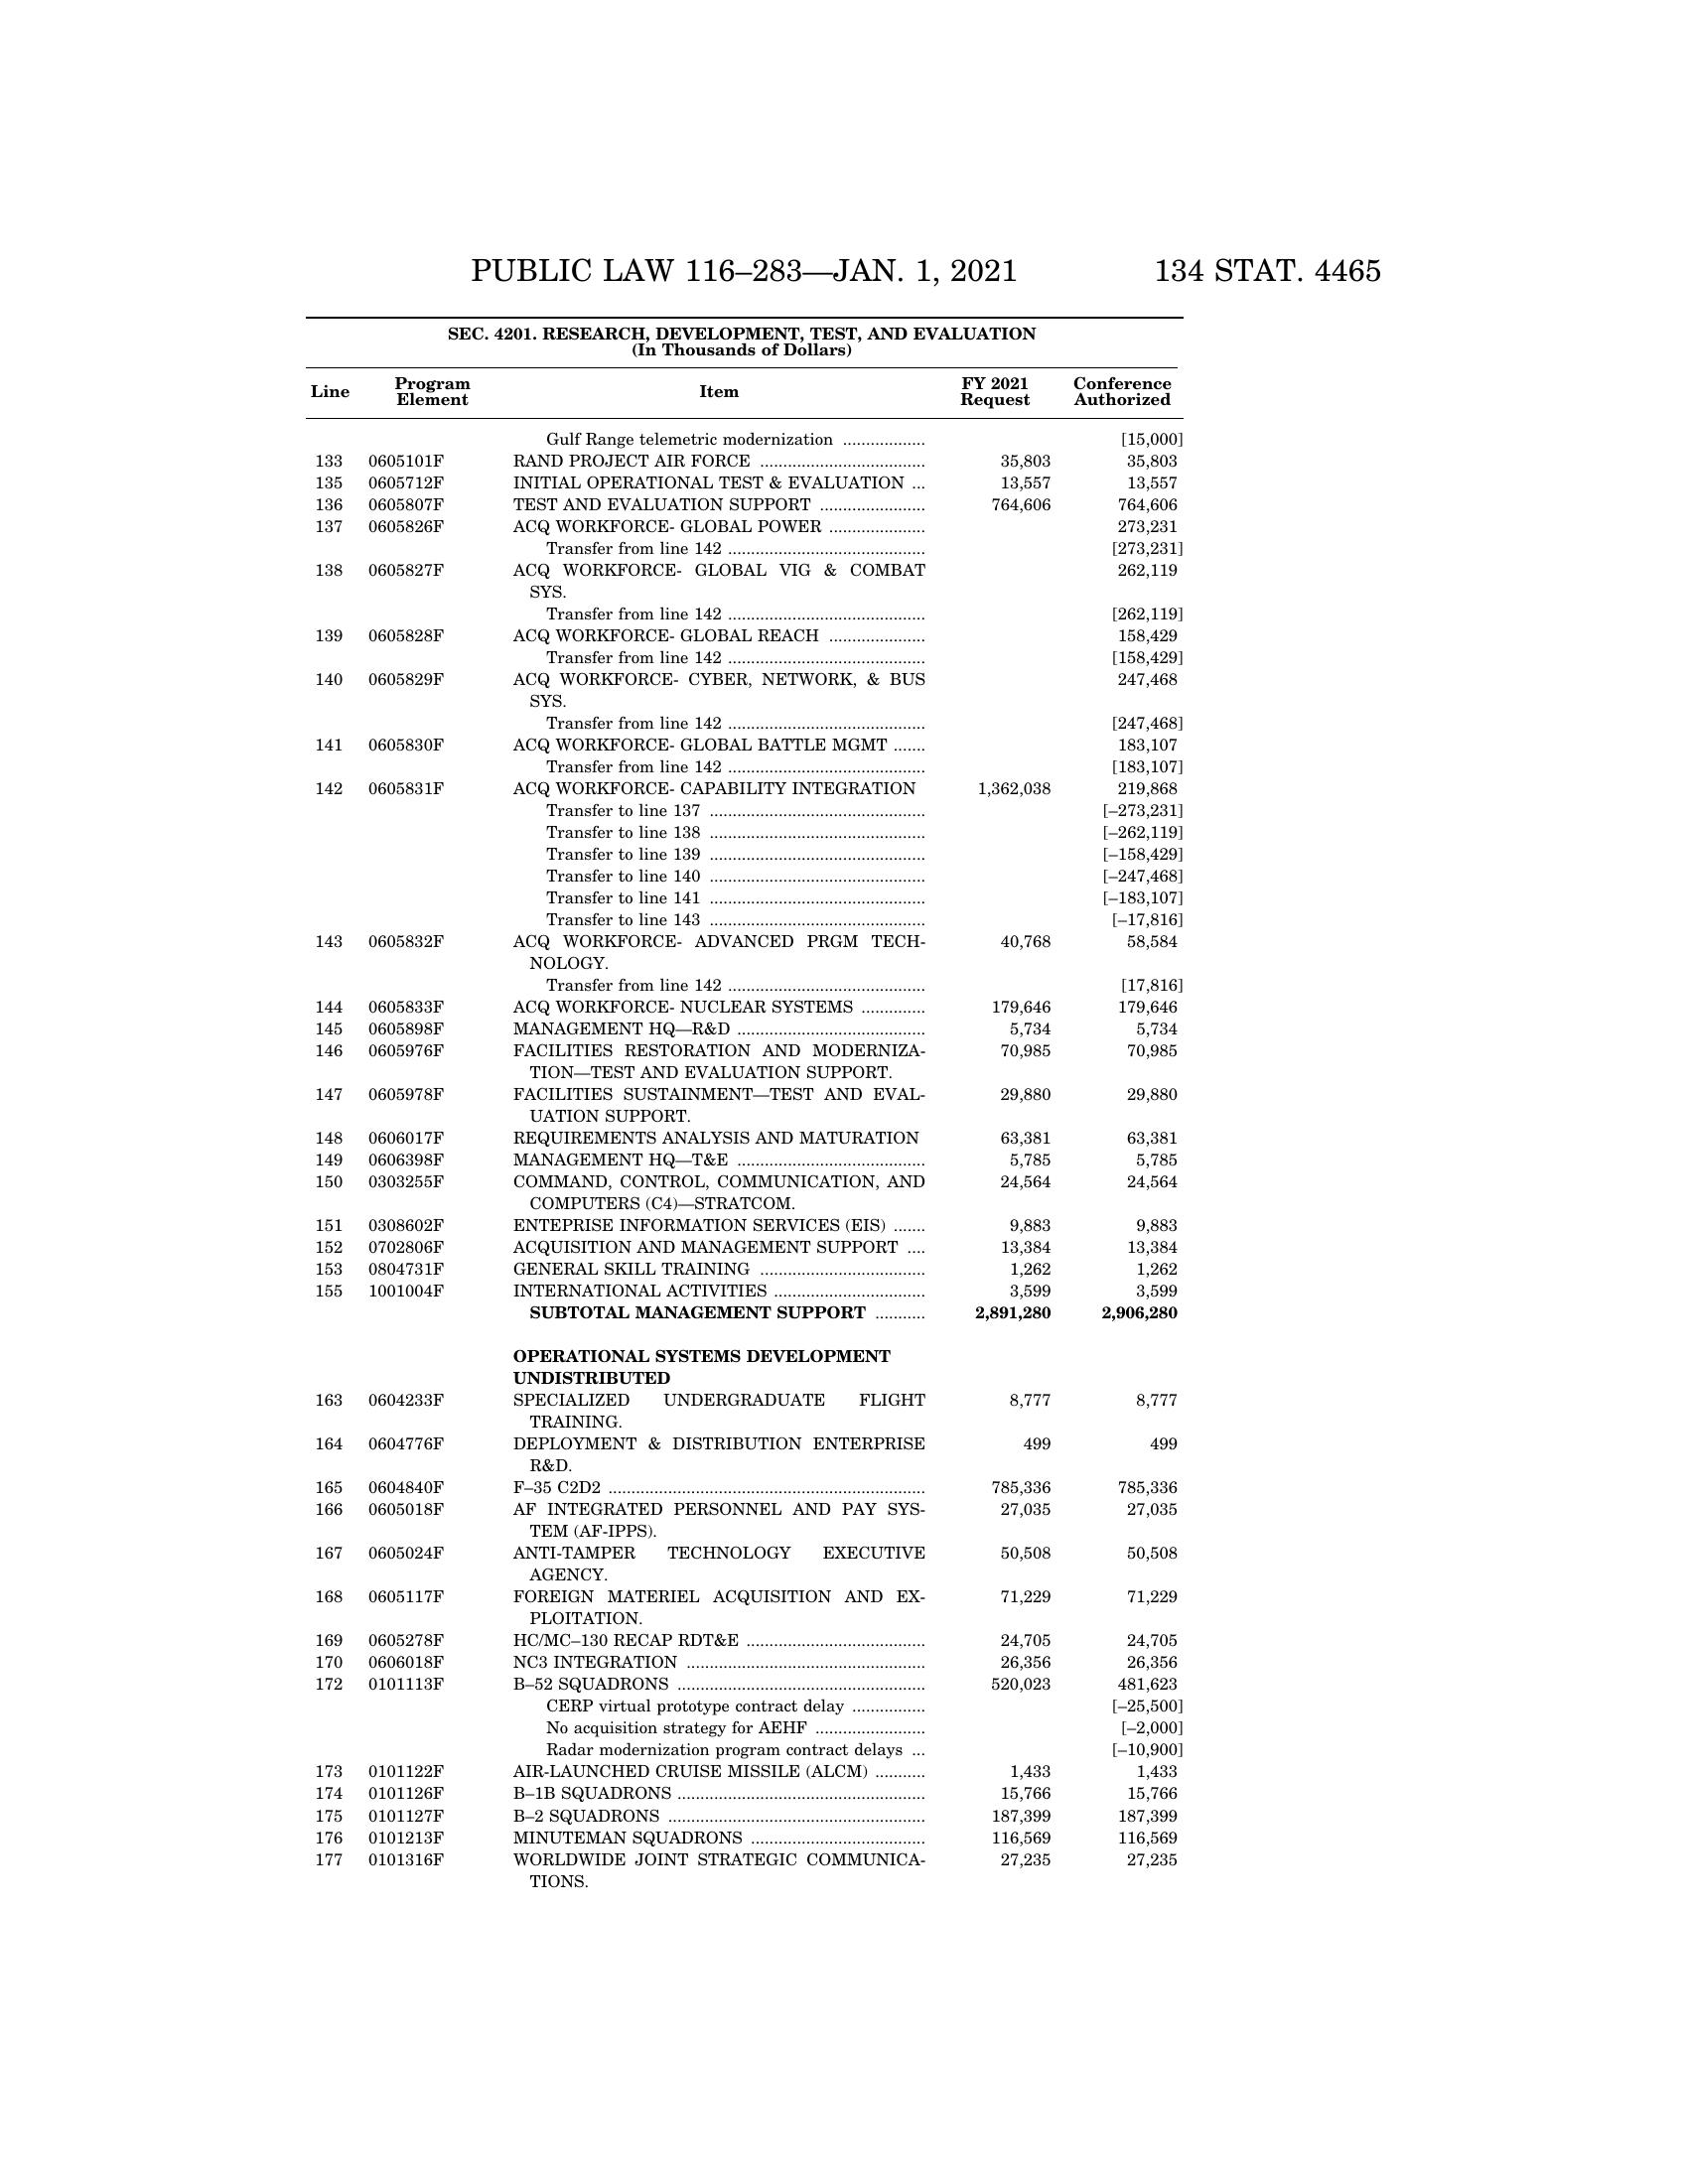 PUBLIC LAW 116–283—JAN. 1, 2021 134 STAT. 4465
SEC. 4201. RESEARCH, DEVELOPMENT, TEST, AND EVALUATION
(In Thousands of Dollars)
Line Program Element Item FY 2021 Request Conference Authorized
Gulf Range telemetric modernization .................. [15,000]
133 0605101F RAND PROJECT AIR FORCE .................................... 35,803 35,803
135 0605712F INITIAL OPERATIONAL TEST & EVALUATION ... 13,557 13,557
136 0605807F TEST AND EVALUATION SUPPORT ....................... 764,606 764,606
137 0605826F ACQ WORKFORCE- GLOBAL POWER ..................... 273,231
Transfer from line 142 ........................................... [273,231]
138 0605827F ACQ WORKFORCE- GLOBAL VIG & COMBAT 262,119
SYS.
Transfer from line 142 ........................................... [262,119]
139 0605828F ACQ WORKFORCE- GLOBAL REACH ..................... 158,429
Transfer from line 142 ........................................... [158,429]
140 0605829F ACQ WORKFORCE- CYBER, NETWORK, & BUS 247,468
SYS.
Transfer from line 142 ........................................... [247,468]
141 0605830F ACQ WORKFORCE- GLOBAL BATTLE MGMT ....... 183,107
Transfer from line 142 ........................................... [183,107]
142 0605831F ACQ WORKFORCE- CAPABILITY INTEGRATION 1,362,038 219,868
Transfer to line 137 ............................................... [–273,231]
Transfer to line 138 ............................................... [–262,119]
Transfer to line 139 ............................................... [–158,429]
Transfer to line 140 ............................................... [–247,468]
Transfer to line 141 ............................................... [–183,107]
Transfer to line 143 ............................................... [–17,816]
143 0605832F ACQ WORKFORCE- ADVANCED PRGM TECH- 40,768 58,584
NOLOGY.
Transfer from line 142 ........................................... [17,816]
144 0605833F ACQ WORKFORCE- NUCLEAR SYSTEMS .............. 179,646 179,646
145 0605898F MANAGEMENT HQ—R&D ......................................... 5,734 5,734
146 0605976F FACILITIES RESTORATION AND MODERNIZA- 70,985 70,985
TION—TEST AND EVALUATION SUPPORT.
147 0605978F FACILITIES SUSTAINMENT—TEST AND EVAL- 29,880 29,880
UATION SUPPORT.
148 0606017F REQUIREMENTS ANALYSIS AND MATURATION 63,381 63,381
149 0606398F MANAGEMENT HQ—T&E ......................................... 5,785 5,785
150 0303255F COMMAND, CONTROL, COMMUNICATION, AND 24,564 24,564
COMPUTERS (C4)—STRATCOM.
151 0308602F ENTEPRISE INFORMATION SERVICES (EIS) ....... 9,883 9,883
152 0702806F ACQUISITION AND MANAGEMENT SUPPORT .... 13,384 13,384
153 0804731F GENERAL SKILL TRAINING .................................... 1,262 1,262
155 1001004F INTERNATIONAL ACTIVITIES ................................. 3,599 3,599
SUBTOTAL MANAGEMENT SUPPORT ........... 2,891,280 2,906,280
OPERATIONAL SYSTEMS DEVELOPMENT
UNDISTRIBUTED
163 0604233F SPECIALIZED UNDERGRADUATE FLIGHT 8,777 8,777
TRAINING.
164 0604776F DEPLOYMENT & DISTRIBUTION ENTERPRISE 499 499
R&D.
165 0604840F F–35 C2D2 ..................................................................... 785,336 785,336
166 0605018F AF INTEGRATED PERSONNEL AND PAY SYS- 27,035 27,035
TEM (AF-IPPS).
167 0605024F ANTI-TAMPER TECHNOLOGY EXECUTIVE 50,508 50,508
AGENCY.
168 0605117F FOREIGN MATERIEL ACQUISITION AND EX- 71,229 71,229
PLOITATION.
169 0605278F HC/MC–130 RECAP RDT&E ....................................... 24,705 24,705
170 0606018F NC3 INTEGRATION .................................................... 26,356 26,356
172 0101113F B–52 SQUADRONS ...................................................... 520,023 481,623
CERP virtual prototype contract delay ................ [–25,500]
No acquisition strategy for AEHF ........................ [–2,000]
Radar modernization program contract delays ... [–10,900]
173 0101122F AIR-LAUNCHED CRUISE MISSILE (ALCM) ........... 1,433 1,433
174 0101126F B–1B SQUADRONS ...................................................... 15,766 15,766
175 0101127F B–2 SQUADRONS ........................................................ 187,399 187,399
176 0101213F MINUTEMAN SQUADRONS ...................................... 116,569 116,569
177 0101316F WORLDWIDE JOINT STRATEGIC COMMUNICA- 27,235 27,235
TIONS.